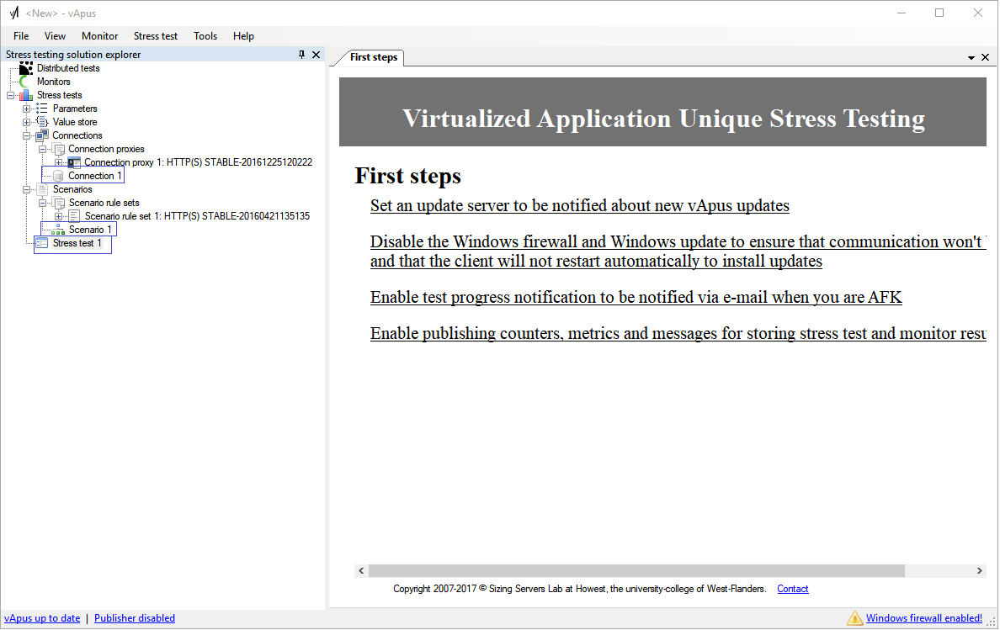 <New> - vApus
File View Monitor Stress test Tools Help
Stress testing solution explorer
Distributed tests
Monitors
Stress tests
Parameters
Value store
Connections
Connection proxies
Connection proxy 1: HTTP(S) STABLE-20161225120222
Connection 1
Scenarios
Scenario rule sets
Scenario rule set 1: HTTP(S) STABLE-20160421135135
Scenario 1
Stress test 1
First steps
Virtualized Application Unique Stress Testing
First steps
Set an update server to be notified about new vApus updates
Disable the Windows firewall and Windows update to ensure that communication won't
and that the client will not restart automatically to install updates
Enable test progress notification to be notified via e-mail when you are AFK
Enable publishing counters, metrics and messages for storing stress test and monitor resu
Copyright 2007-2017 © Sizing Servers Lab at Howest, the university-college of West-Flanders. Contact
vApus up to date | Publisher disabled
Windows firewall enabled!